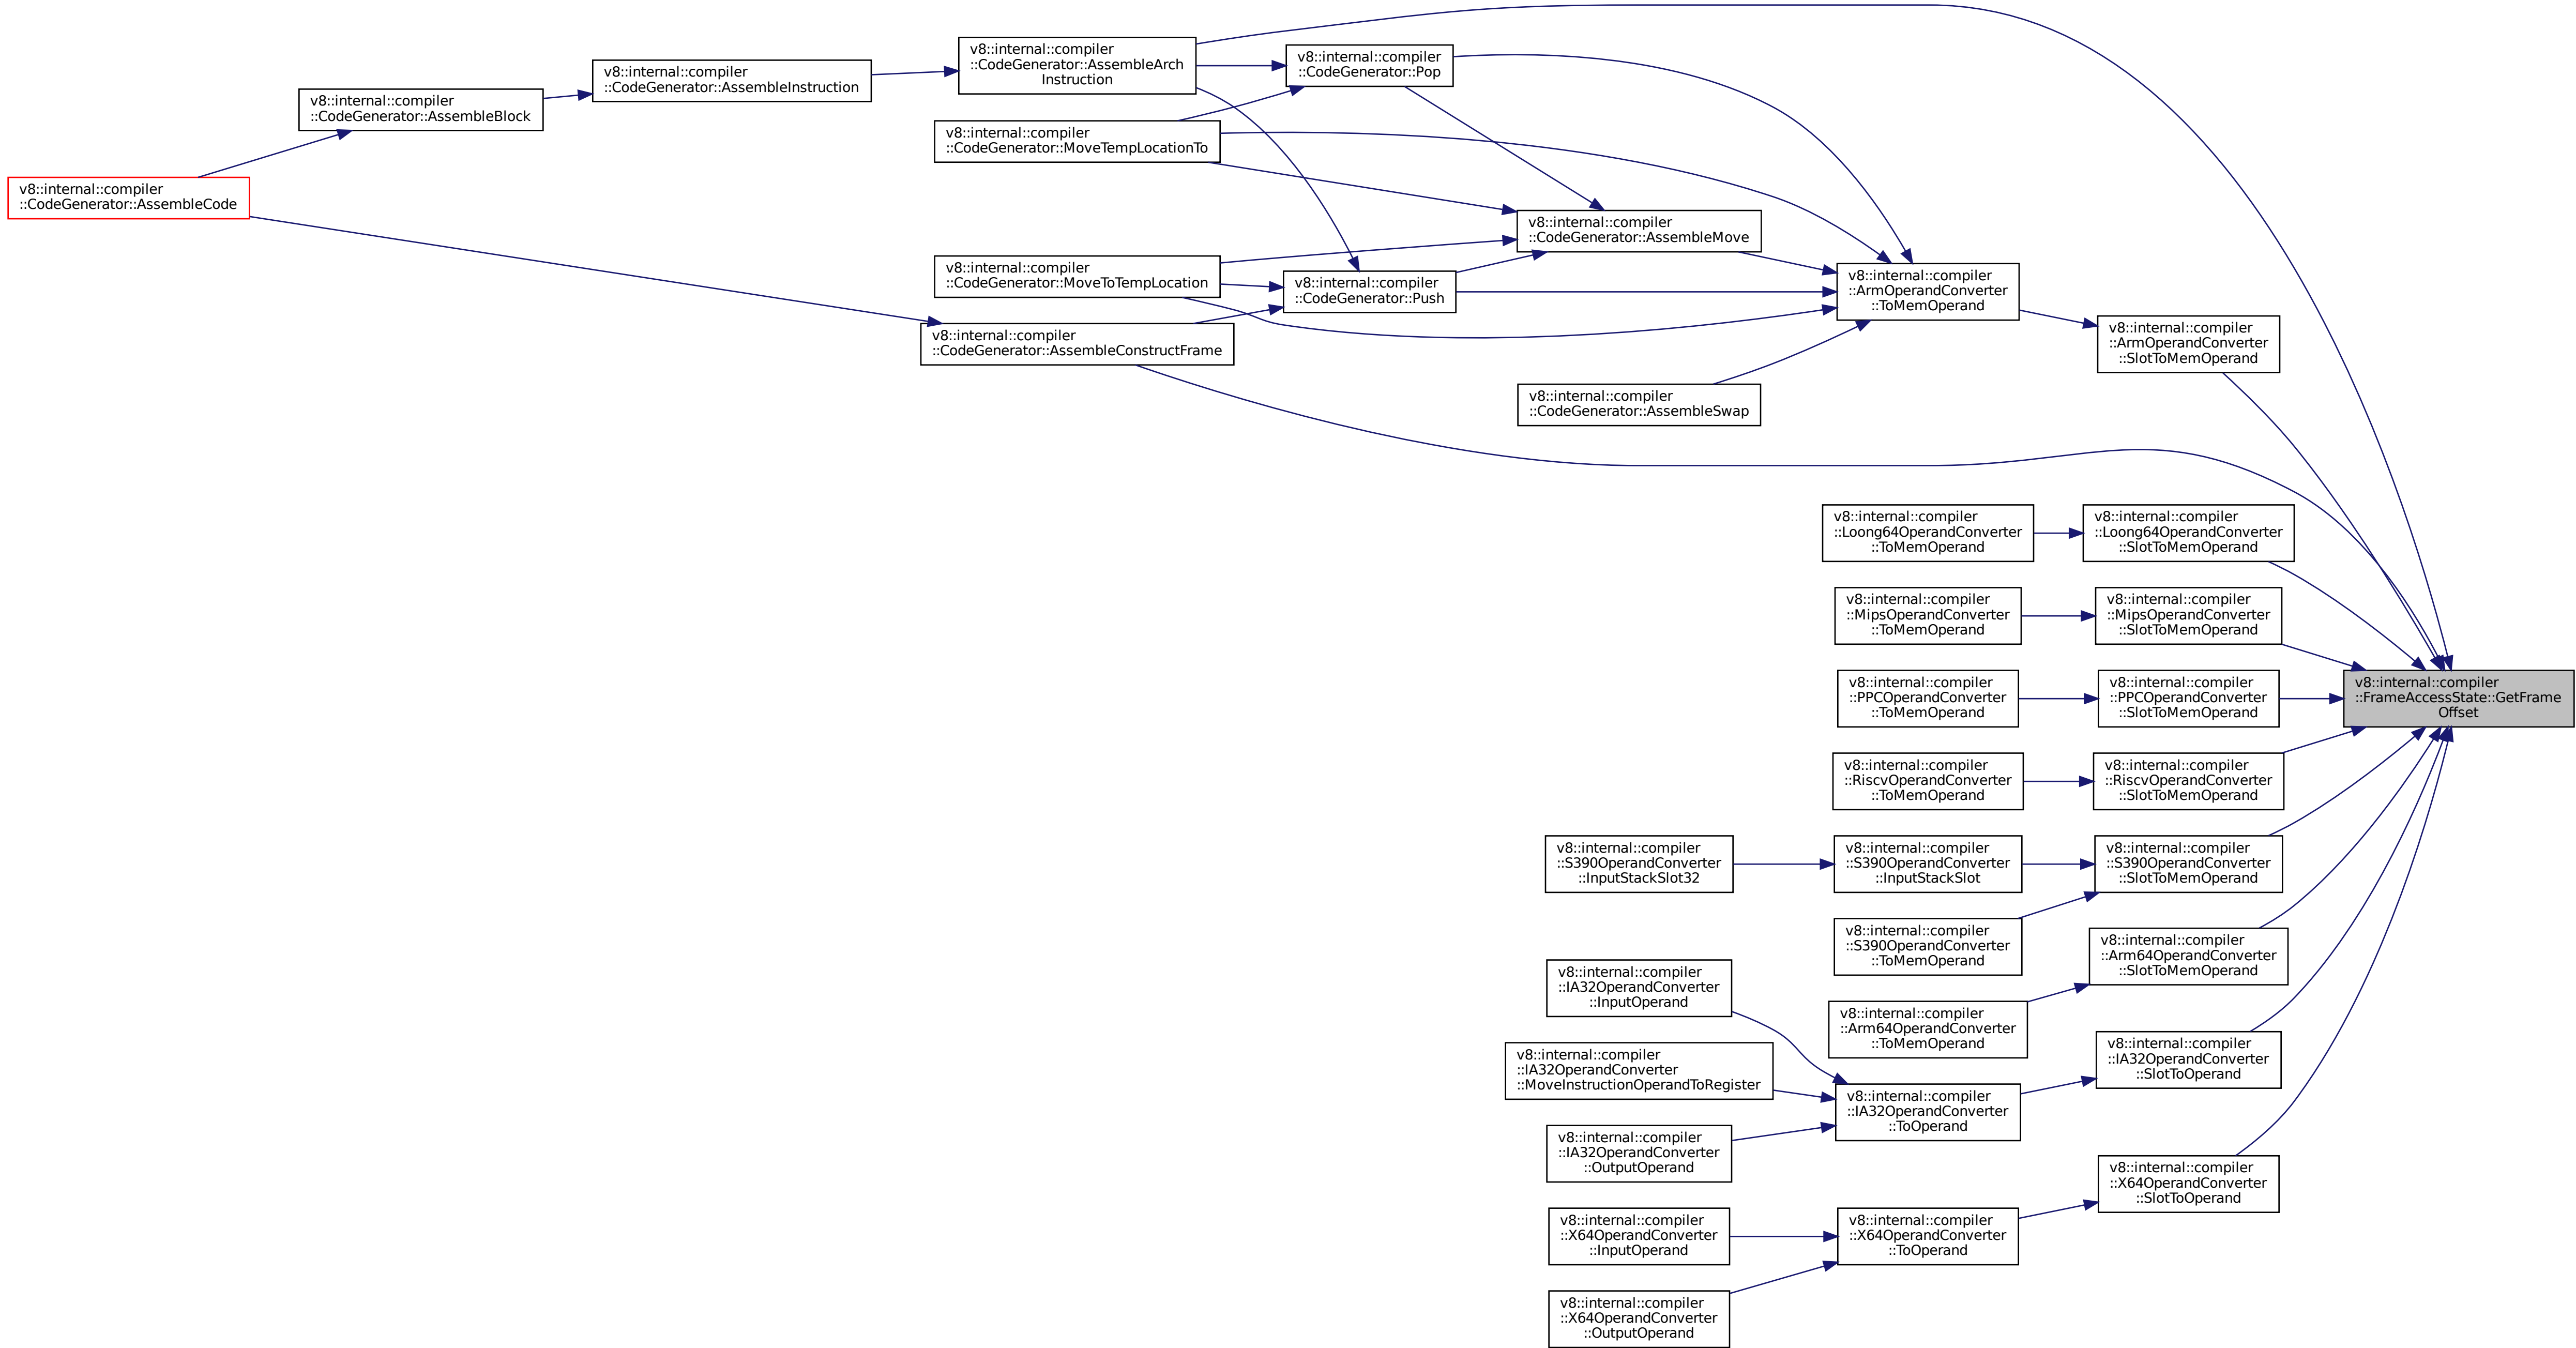 v8::internal::compiler
::CodeGenerator::AssembleCode
v8::internal::compiler
::CodeGenerator::AssembleBlock
v8::internal::compiler
::CodeGenerator::AssembleInstruction
v8::internal::compiler
::CodeGenerator::AssembleArch
Instruction
v8::internal::compiler
::CodeGenerator::MoveTempLocationTo
v8::internal::compiler
::CodeGenerator::MoveToTempLocation
v8::internal::compiler
::CodeGenerator::AssembleConstructFrame
v8::internal::compiler
::CodeGenerator::Pop
v8::internal::compiler
::CodeGenerator::Push
v8::internal::compiler
::CodeGenerator::AssembleMove
v8::internal::compiler
::CodeGenerator::AssembleSwap
v8::internal::compiler
::ArmOperandConverter
::ToMemOperand
v8::internal::compiler
::ArmOperandConverter
::SlotToMemOperand
v8::internal::compiler
::Loong64OperandConverter
::ToMemOperand
v8::internal::compiler
::Loong64OperandConverter
::SlotToMemOperand
v8::internal::compiler
::MipsOperandConverter
::ToMemOperand
v8::internal::compiler
::MipsOperandConverter
::SlotToMemOperand
v8::internal::compiler
::PPCOperandConverter
::ToMemOperand
v8::internal::compiler
::PPCOperandConverter
::SlotToMemOperand
v8::internal::compiler
::FrameAccessState::GetFrame
Offset
v8::internal::compiler
::RiscvOperandConverter
::ToMemOperand
v8::internal::compiler
::RiscvOperandConverter
::SlotToMemOperand
v8::internal::compiler
::S390OperandConverter
::InputStackSlot32
v8::internal::compiler
::S390OperandConverter
::InputStackSlot
v8::internal::compiler
::S390OperandConverter
::SlotToMemOperand
v8::internal::compiler
::S390OperandConverter
::ToMemOperand
v8::internal::compiler
::Arm64OperandConverter
::SlotToMemOperand
v8::internal::compiler
::Arm64OperandConverter
::ToMemOperand
v8::internal::compiler
::IA32OperandConverter
::InputOperand
v8::internal::compiler
::IA32OperandConverter
::MoveInstructionOperandToRegister
v8::internal::compiler
::IA32OperandConverter
::OutputOperand
v8::internal::compiler
::IA32OperandConverter
::ToOperand
v8::internal::compiler
::IA32OperandConverter
::SlotToOperand
v8::internal::compiler
::X64OperandConverter
::SlotToOperand
v8::internal::compiler
::X64OperandConverter
::InputOperand
v8::internal::compiler
::X64OperandConverter
::ToOperand
v8::internal::compiler
::X64OperandConverter
::OutputOperand